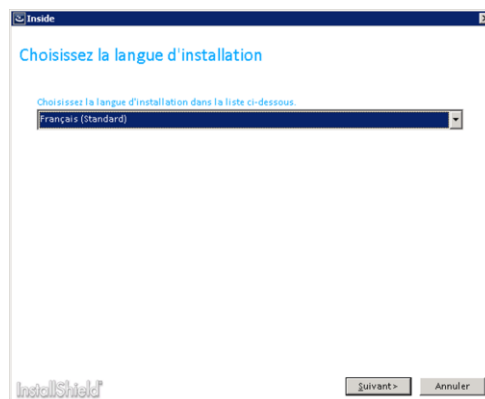 Inside
Choisissez la langue d'installation
Choisissez la langue d'installation dans la liste ci-dessous.
Français (Standard)
InstallShield
Suivant >
Annuler